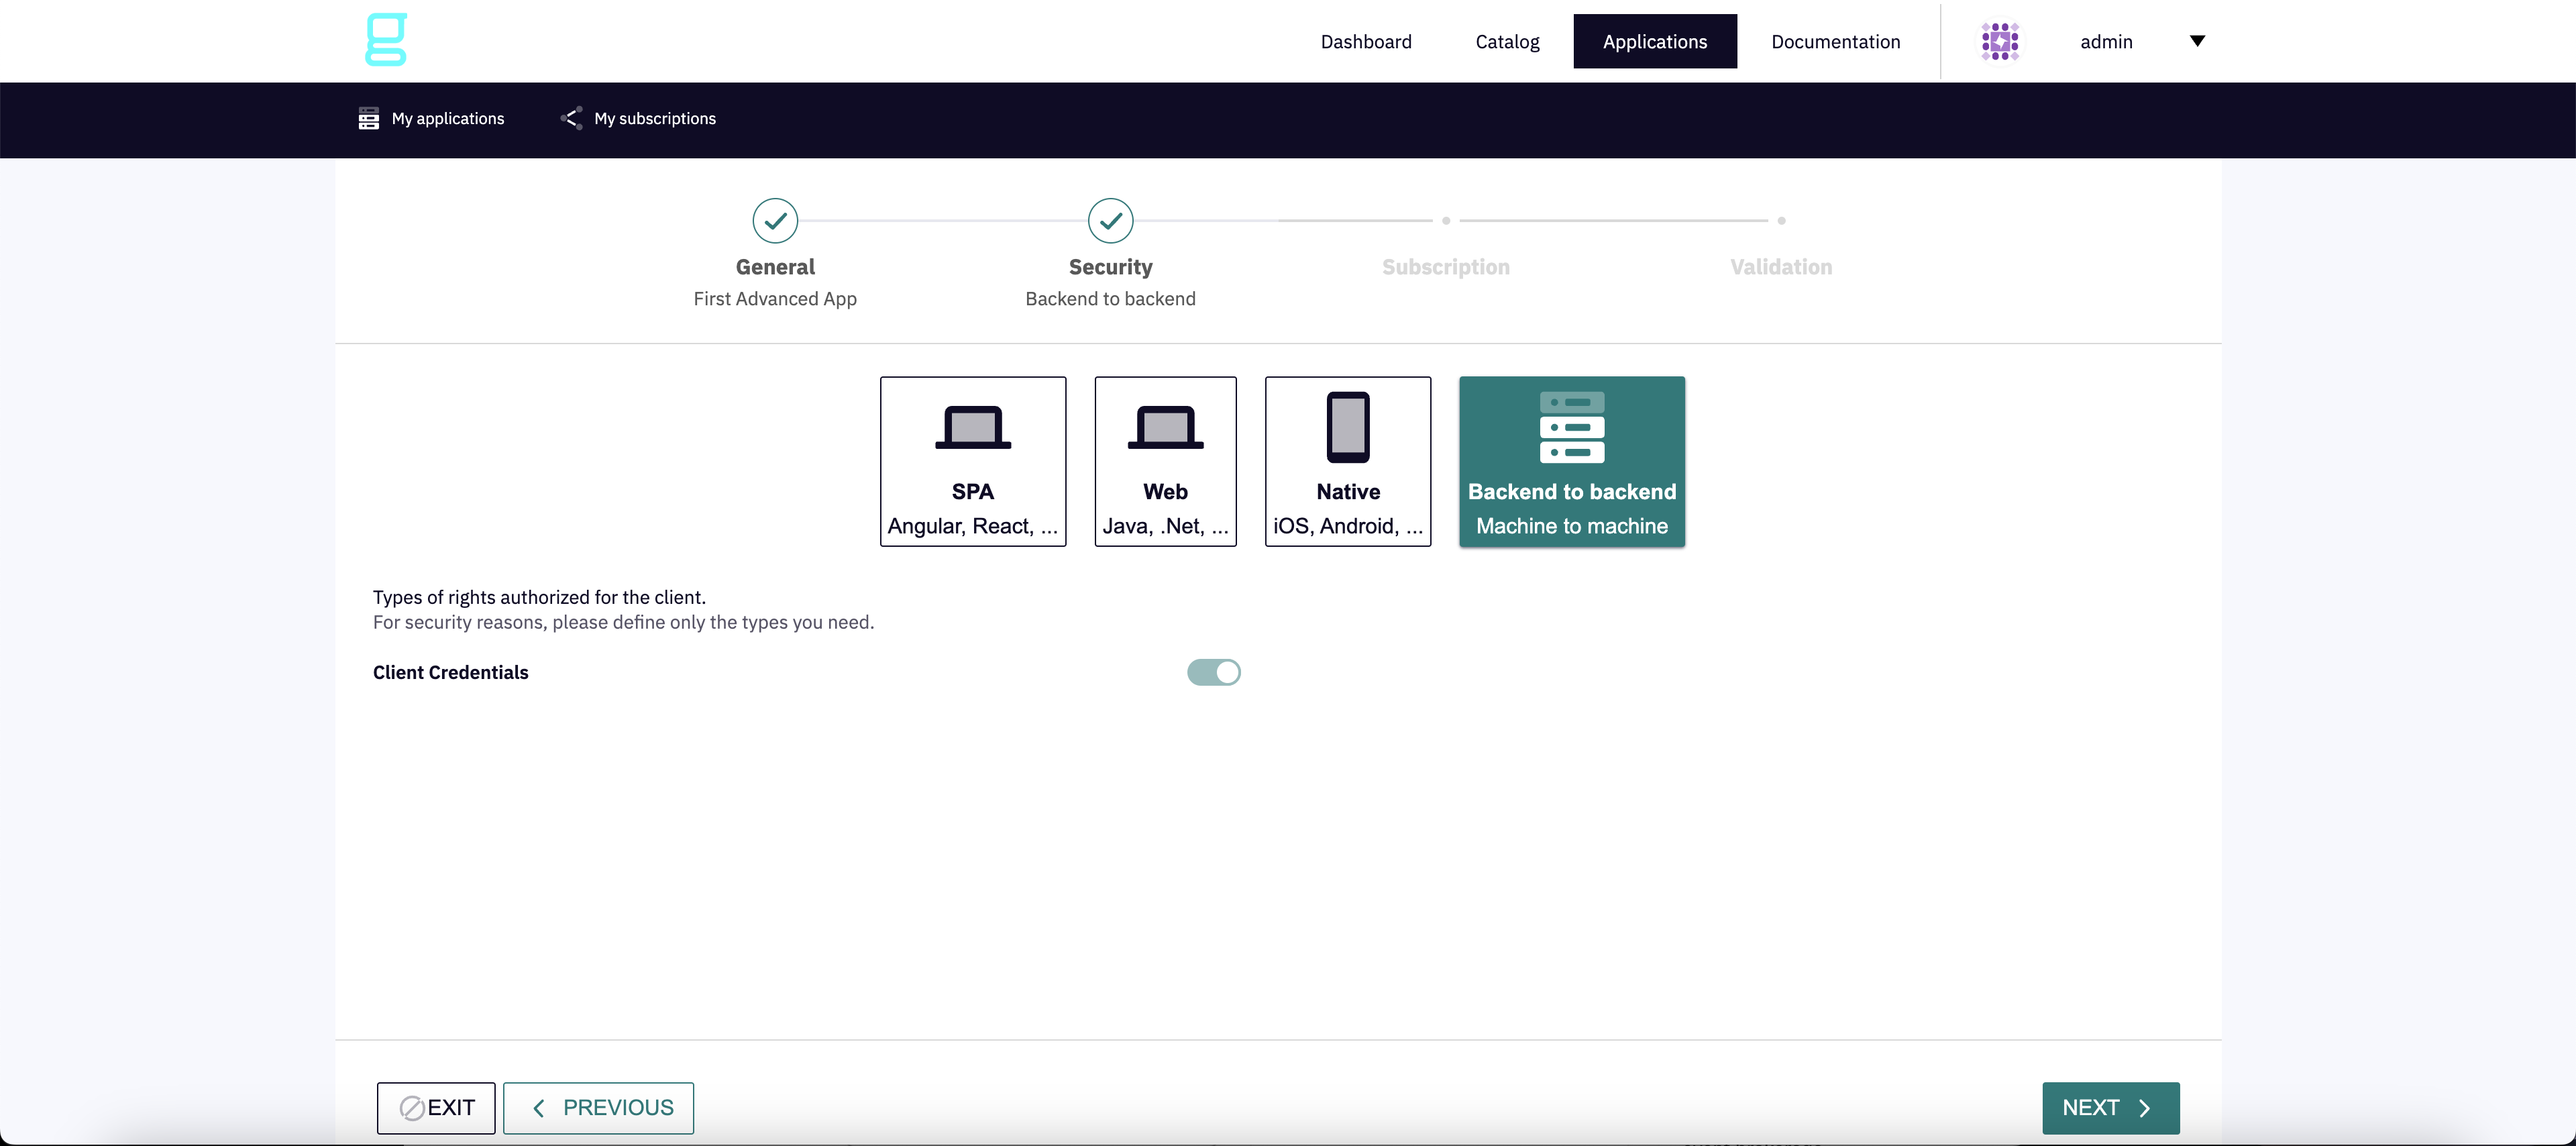 Dashboard
Catalog
Applications
Documentation
admin
My applications
My subscriptions
General
First Advanced App
Security
Backend to backend
Subscription
Validation
SPA
Angular, React, ...
Web
Java, .Net, ...
Native
iOS, Android, ...
Backend to backend
Machine to machine
Types of rights authorized for the client.
For security reasons, please define only the types you need.
Client Credentials
EXIT
PREVIOUS
NEXT